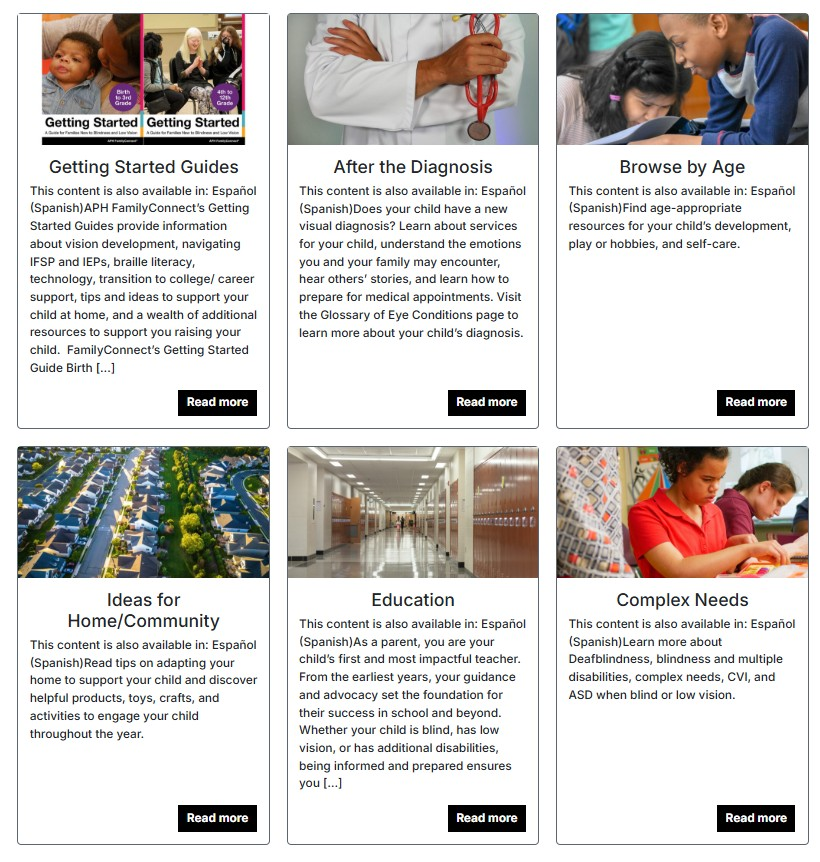 Birth
to 3rd
Grade
4th to
12th
Grade
Getting Started
A Guide for Families New to Blindness and Low Vision
APH FamilyConnect
Getting Started
A Guide for Families New to Blindness and Low Vision
APH FamilyConnect
Getting Started Guides
This content is also available in: Español
(Spanish)APH FamilyConnect’s Getting
Started Guides provide information
about vision development, navigating
IFSP and IEPs, braille literacy,
technology, transition to college/ career
support, tips and ideas to support your
child at home, and a wealth of additional
resources to support you raising your
child.  FamilyConnect’s Getting Started
Guide Birth [...]
Read more
After the Diagnosis
This content is also available in: Español
(Spanish)Does your child have a new
visual diagnosis? Learn about services
for your child, understand the emotions
you and your family may encounter,
hear others’ stories, and learn how to
prepare for medical appointments. Visit
the Glossary of Eye Conditions page to
learn more about your child’s diagnosis.
Read more
Browse by Age
This content is also available in: Español
(Spanish)Find age-appropriate
resources for your child’s development,
play or hobbies, and self-care.
Read more
Ideas for
Home/Community
This content is also available in: Español
(Spanish)Read tips on adapting your
home to support your child and discover
helpful products, toys, crafts, and
activities to engage your child
throughout the year.
Read more
Education
This content is also available in: Español
(Spanish)As a parent, you are your
child’s first and most impactful teacher.
From the earliest years, your guidance
and advocacy set the foundation for
their success in school and beyond.
Whether your child is blind, has low
vision, or has additional disabilities,
being informed and prepared ensures
you [...]
Read more
Complex Needs
This content is also available in: Español
(Spanish)Learn more about
Deafblindness, blindness and multiple
disabilities, complex needs, CVI, and
ASD when blind or low vision.
Read more